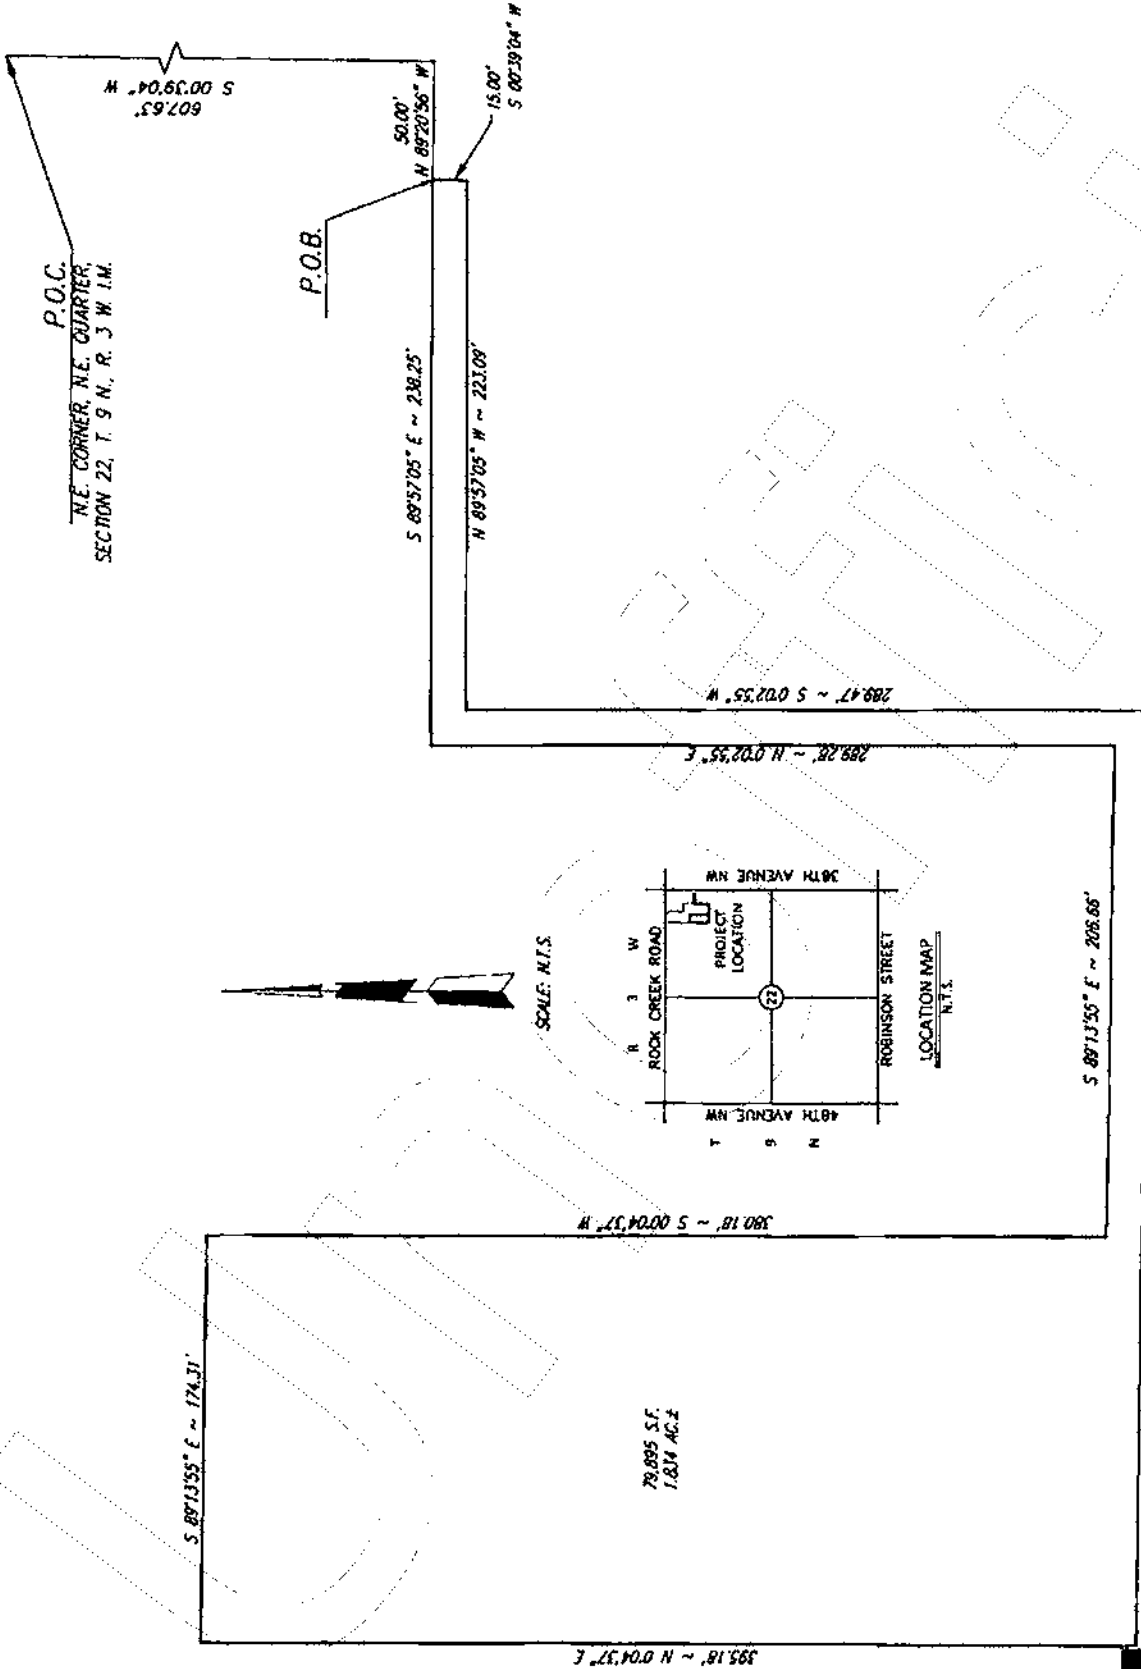 P.O.C.
N.E. CORNER, N.E. QUARTER,
SECTION 22, T. 9 N., R. 3 W. I.M.
607.63'
S 00°39'04" W
50.00'
N 89°20'56" W
15.00'
S 00°39'04" W
P.O.B.
S 89°57'05" E ~ 238.25'
N 89°57'05" W ~ 223.09'
289.47' ~ S 0°02'55" W
289.28' ~ N 0°02'55" E
SCALE: N.T.S.
R 3 W
ROCK CREEK ROAD
36TH AVENUE NW
PROJECT
LOCATION
22
48TH AVENUE NW
T 9 N
ROBINSON STREET
LOCATION MAP
N.T.S.
S 89°13'55" E ~ 206.66'
380.18' ~ S 00°04'37" W
S 89°13'55" E ~ 174.31'
79,895 S.F.
1.834 AC.±
395.18' ~ N 0°04'37" E
Unoffici